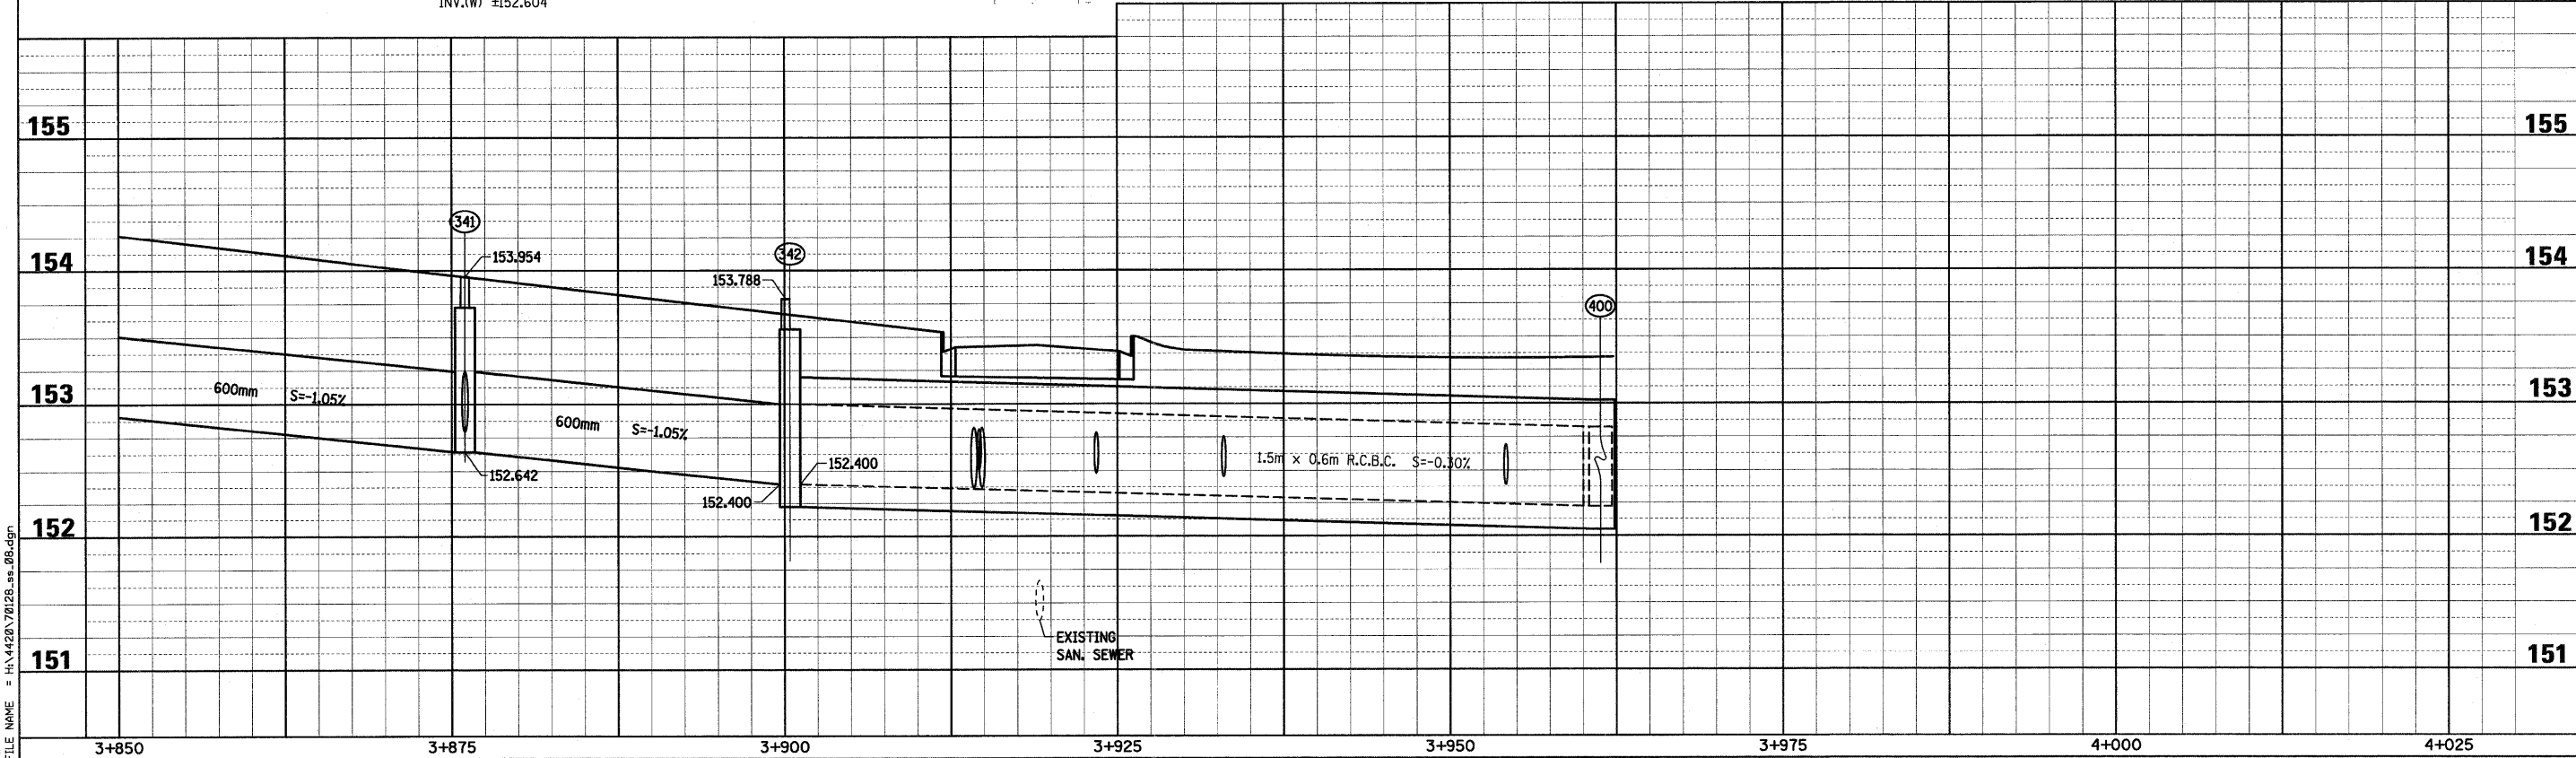 INV.(W) ±152.604
155 155
341
153.954
342
154 154
153.788
400
153 153
600mm S=-1.05%
600mm S=-1.05%
152.400
1.5m x 0.6m R.C.B.C. S=-0.30%
152.642
152.400
152 152
EXISTING
SAN. SEWER
151 151
3+850 3+875 3+900 3+925 3+950 3+975 4+000 4+025
FILE NAME = H:\4420\70128_ss_08.dgn